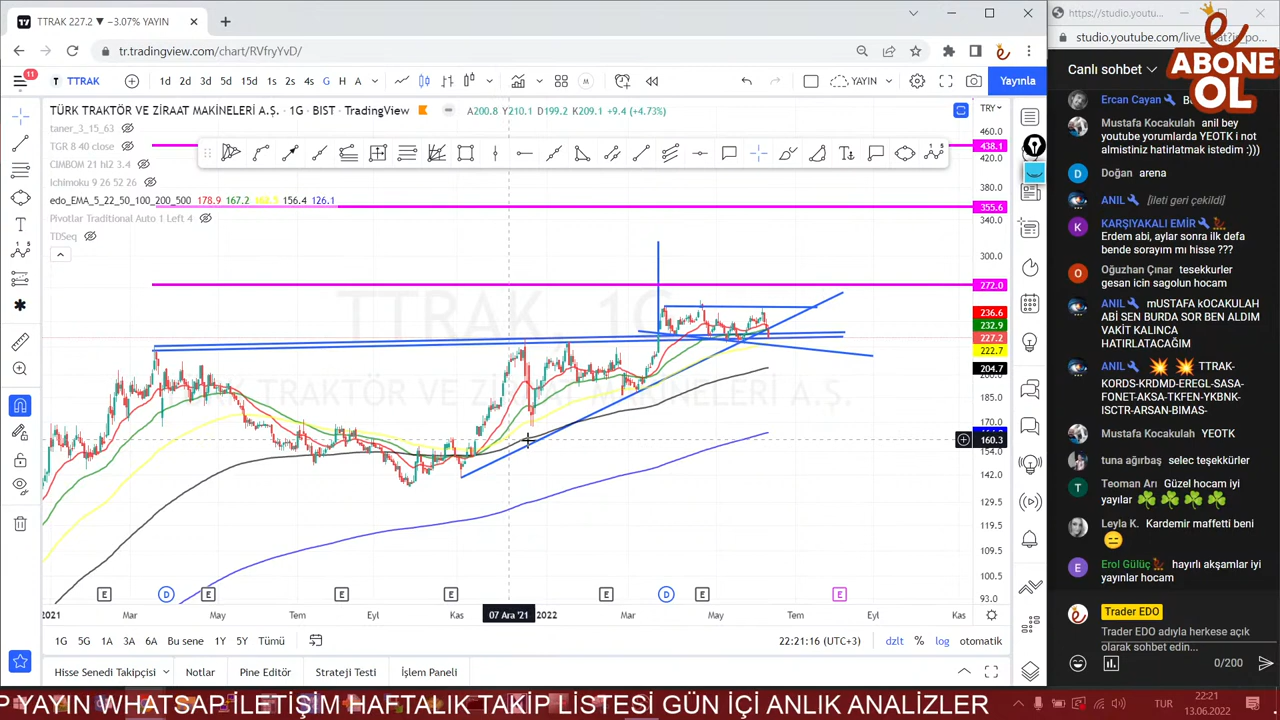 TTRAK 227.2 ▼ −3.07% YAYIN
tr.tradingview.com/chart/RVfryYvD/
https://studio.youtu...
studio.youtube.com/live_chat?is_po...
e
ABONE
OL
11
TTRAK
1d 2d 3d 5d 15d 1s 2s 4s G H A
YAYIN
Yayınla
TÜRK TRAKTÖR VE ZİRAAT MAKİNELERİ A.Ş. · 1G · BIST · TradingView
A200.8 Y210.1 D199.2 K209.1 +9.4 (+4.73%)
TRY
taner_3_15_63
TGR 8 40 close
CIMBOM 21 hl2 3.4
Ichimoku 9 26 52 26
edo_EMA_5_22_50_100_200_500 178.9 167.2 156.4 126.1
Pivotlar Traditional Auto 1 Left 4
TDSeq
TTRAK, 1G
TÜRK TRAKTÖR VE ZİRAAT MAKİNELERİ A.Ş.
460.0
438.1
420.0
380.0
355.6
340.0
300.0
272.0
236.6
232.9
227.2
222.7
204.7
185.0
170.0
160.3
154.0
142.0
129.5
119.5
109.5
100.5
93.0
E D E E E E D E E
2021 Mar May Tem Eyl Kas 07 Ara '21 2022 Mar May Tem Eyl Kas
1G 5G 1A 3A 6A Bu sene 1Y 5Y Tümü
22:21:16 (UTC+3) dzlt % log otomatik
Hisse Senedi Takipçisi Notlar Pine Editör Strateji Testi İşlem Paneli
Canlı sohbet
Ercan Cayan
Mustafa Kocakulah anil bey
youtube yorumlarda YEOTK i not
almistiniz hatirlatmak istedim :)))
D Doğan arena
ANIL [ileti geri çekildi]
K KARŞIYAKALI EMİR
Erdem abi, aylar sonra ilk defa
bende sorayım mı hisse ???
O Oğuzhan Çınar tesekkurler
gesan icin sagolun hocam
ANIL mUSTAFA kOCAKULAH
ABİ SEN BURDA SOR BEN ALDIM
VAKİT KALINCA
HATIRLATACAĞIM
ANIL TTRAK-
KORDS-KRDMD-EREGL-SASA-
FONET-AKSA-TKFEN-YKBNK-
ISCTR-ARSAN-BIMAS-
Mustafa Kocakulah YEOTK
tuna ağırbaş selec teşekkürler
T Teoman Arı Güzel hocam iyi
yayılar
Leyla K. Kardemir maffetti beni
E Erol Gülüç hayırlı akşamlar iyi
yayınlar hocam
Trader EDO
Trader EDO adıyla herkese açık
olarak sohbet edin...
0/200
P YAYIN WHATSAP İLETİŞİM HAFTALIK TAKİP LİSTESİ GÜN İÇİ ANLIK ANALİZLER
TUR
22:21
13.06.2022